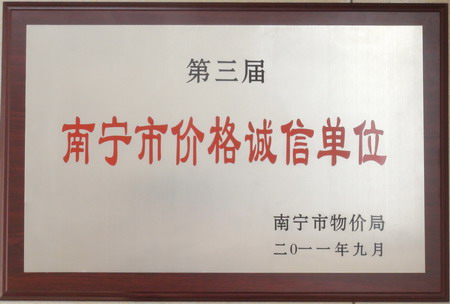 第三届
南宁市价格诚信单位
南宁市物价局
二〇一一年九月